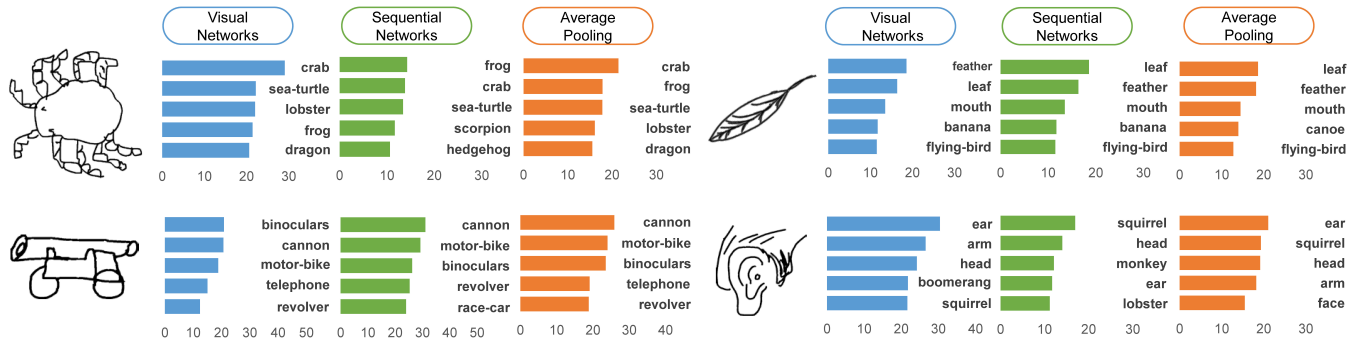 Visual
Networks
Sequential
Networks
Average
Pooling
crab
sea-turtle
lobster
frog
dragon
0 10 20 30
frog
crab
sea-turtle
scorpion
hedgehog
0 10 20 30
crab
frog
sea-turtle
lobster
dragon
0 10 20 30
binoculars
cannon
motor-bike
telephone
revolver
0 10 20 30 40 50
cannon
motor-bike
binoculars
revolver
race-car
0 10 20 30 40 50
cannon
motor-bike
binoculars
telephone
revolver
0 10 20 30 40
Visual
Networks
Sequential
Networks
Average
Pooling
feather
leaf
mouth
banana
flying-bird
0 10 20 30
leaf
feather
mouth
banana
flying-bird
0 10 20 30
leaf
feather
mouth
canoe
flying-bird
0 10 20 30
ear
arm
head
boomerang
squirrel
0 10 20 30 40
squirrel
head
monkey
ear
lobster
0 10 20 30
ear
squirrel
head
arm
face
0 10 20 30